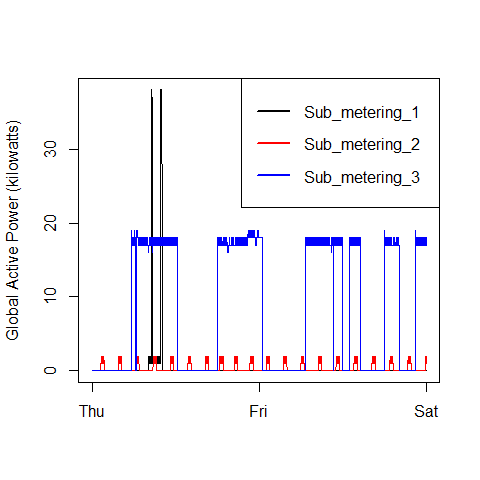 Global Active Power (kilowatts)
30
20
10
0
Sub_metering_1
Sub_metering_2
Sub_metering_3
Thu
Fri
Sat